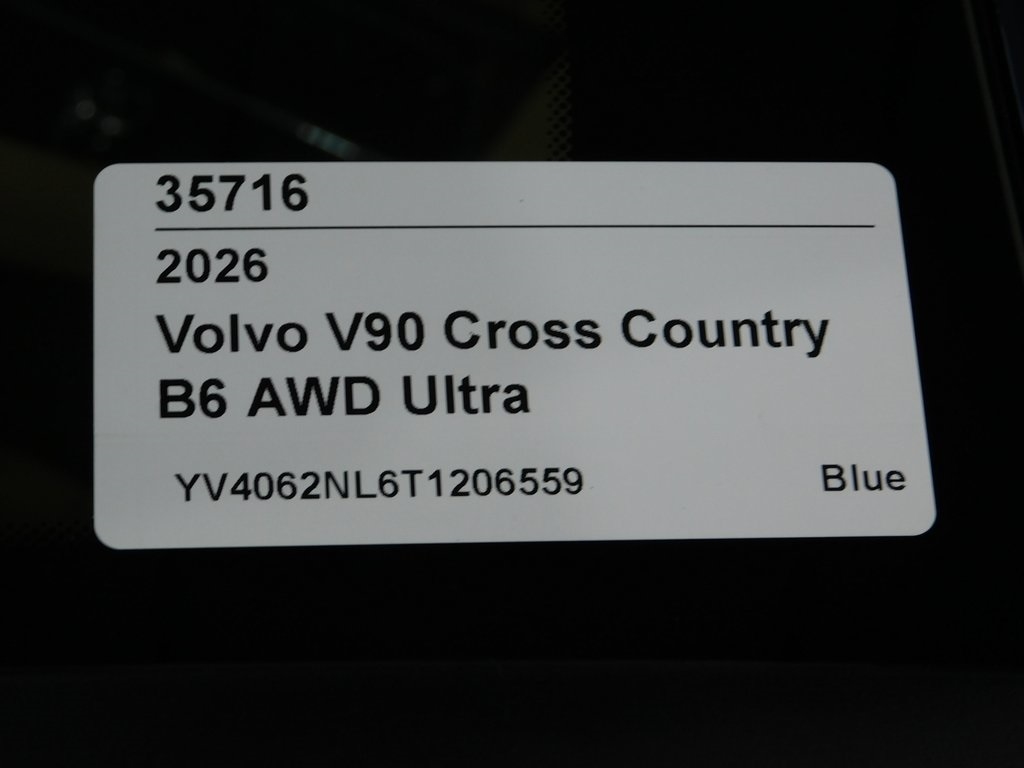 35716
2026
Volvo V90 Cross Country
B6 AWD Ultra
YV4062NL6T1206559 Blue